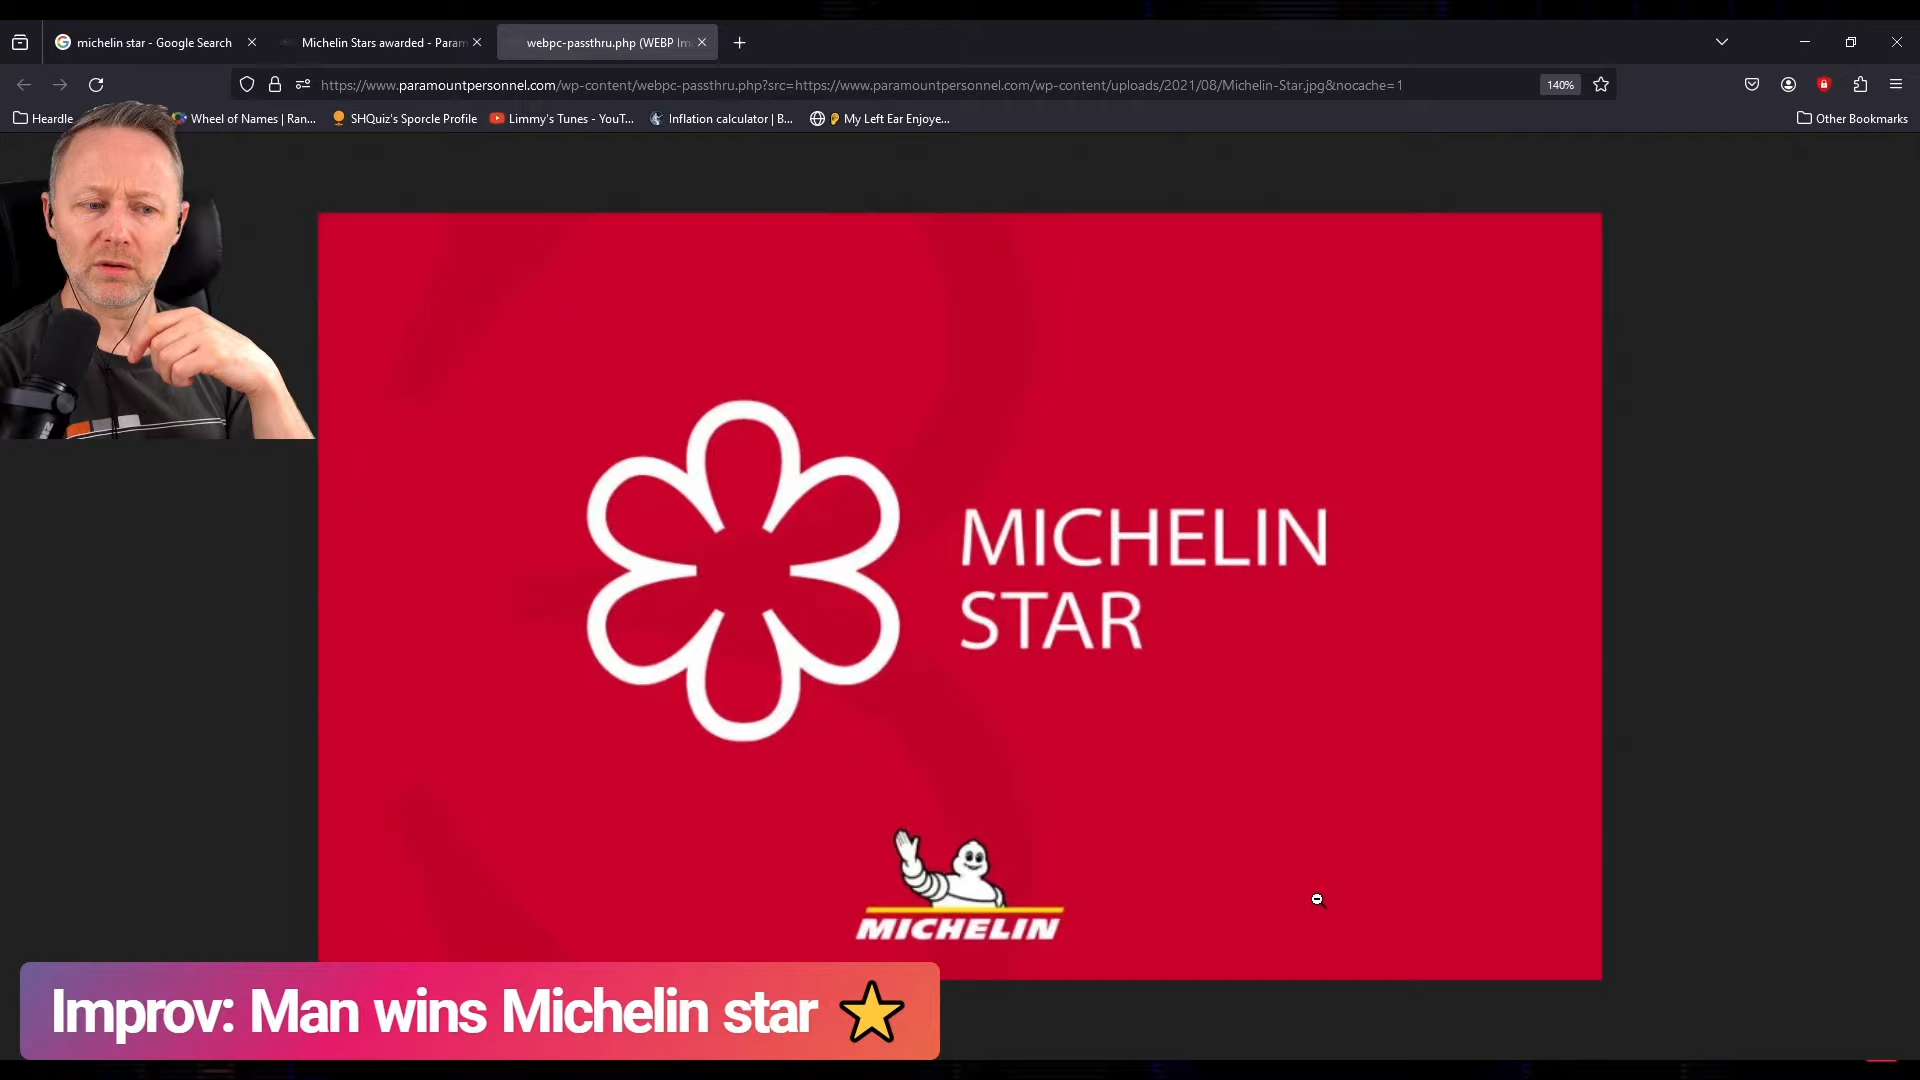 michelin star - Google Search
Michelin Stars awarded - Param
webpc-passthru.php (WEBP Im
https://www.paramountpersonnel.com/wp-content/webpc-passthru.php?src=https://www.paramountpersonnel.com/wp-content/uploads/2021/08/Michelin-Star.jpg&nocache=1
140%
Heardle
Wheel of Names | Ran...
SHQuiz's Sporcle Profile
Limmy's Tunes - YouT...
Inflation calculator | B...
My Left Ear Enjoye...
Other Bookmarks
MICHELIN
STAR
MICHELIN
Improv: Man wins Michelin star ⭐